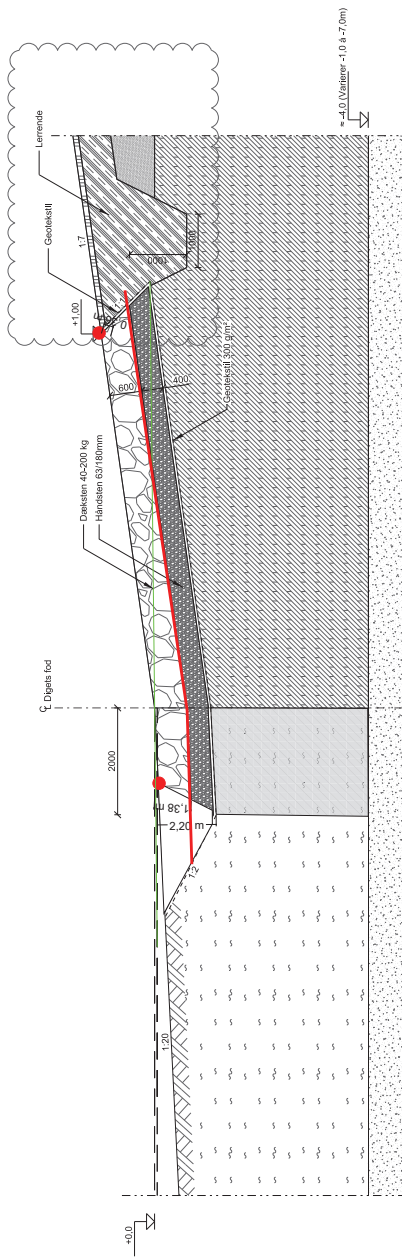 +0,0
1:20
1:2
2,20 m
1,38 m
2000
℄ Digets fod
Dæksten 40-200 kg
Håndsten 63/180mm
600
400
Geotekstil 300 g/m²
+1,00
1:1
Geotekstil
Lerrende
1:7
1000
1000
≈ -4,0 (Varierer -1,0 á -7,0m)